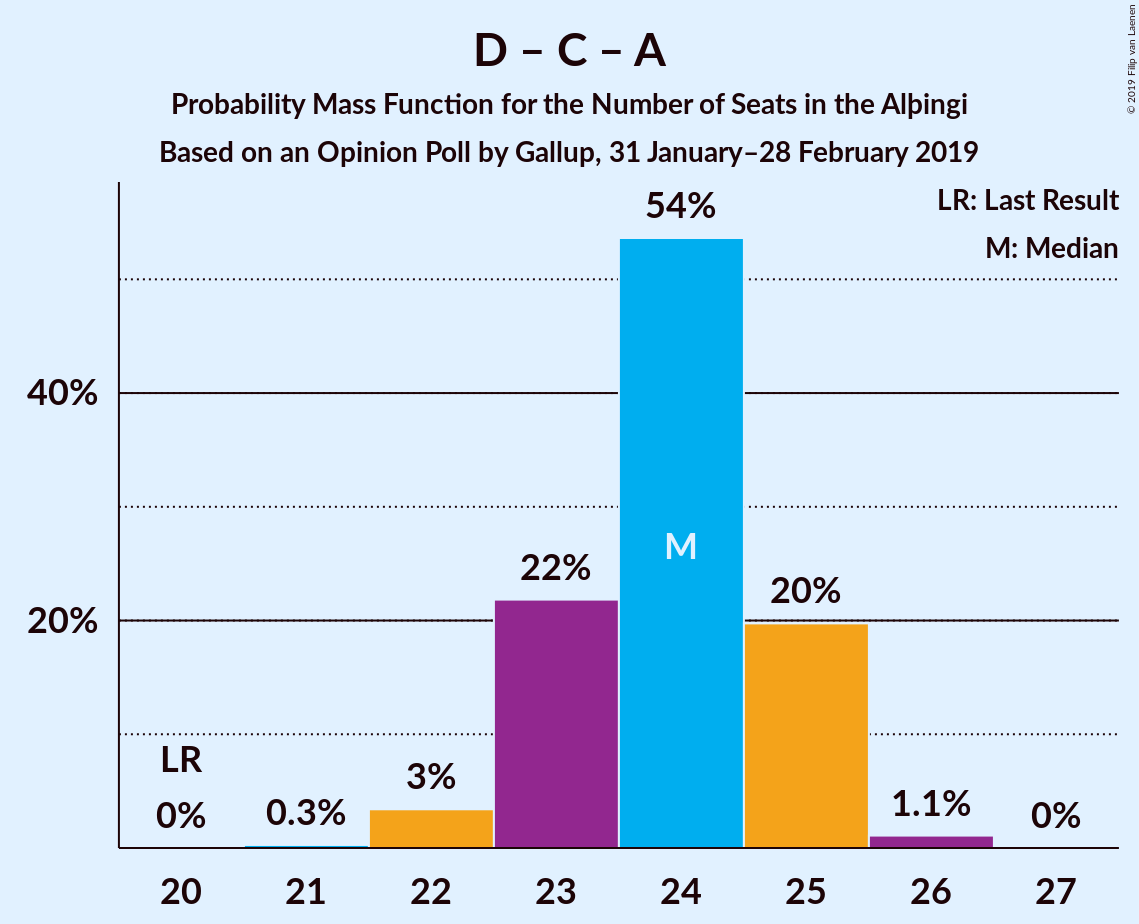 D – C – A
Probability Mass Function for the Number of Seats in the Alþingi
Based on an Opinion Poll by Gallup, 31 January–28 February 2019
© 2019 Filip van Laenen
LR: Last Result
M: Median
54%
40%
M
22%
20%
20%
LR
0%
0.3%
3%
1.1%
0%
20
21
22
23
24
25
26
27